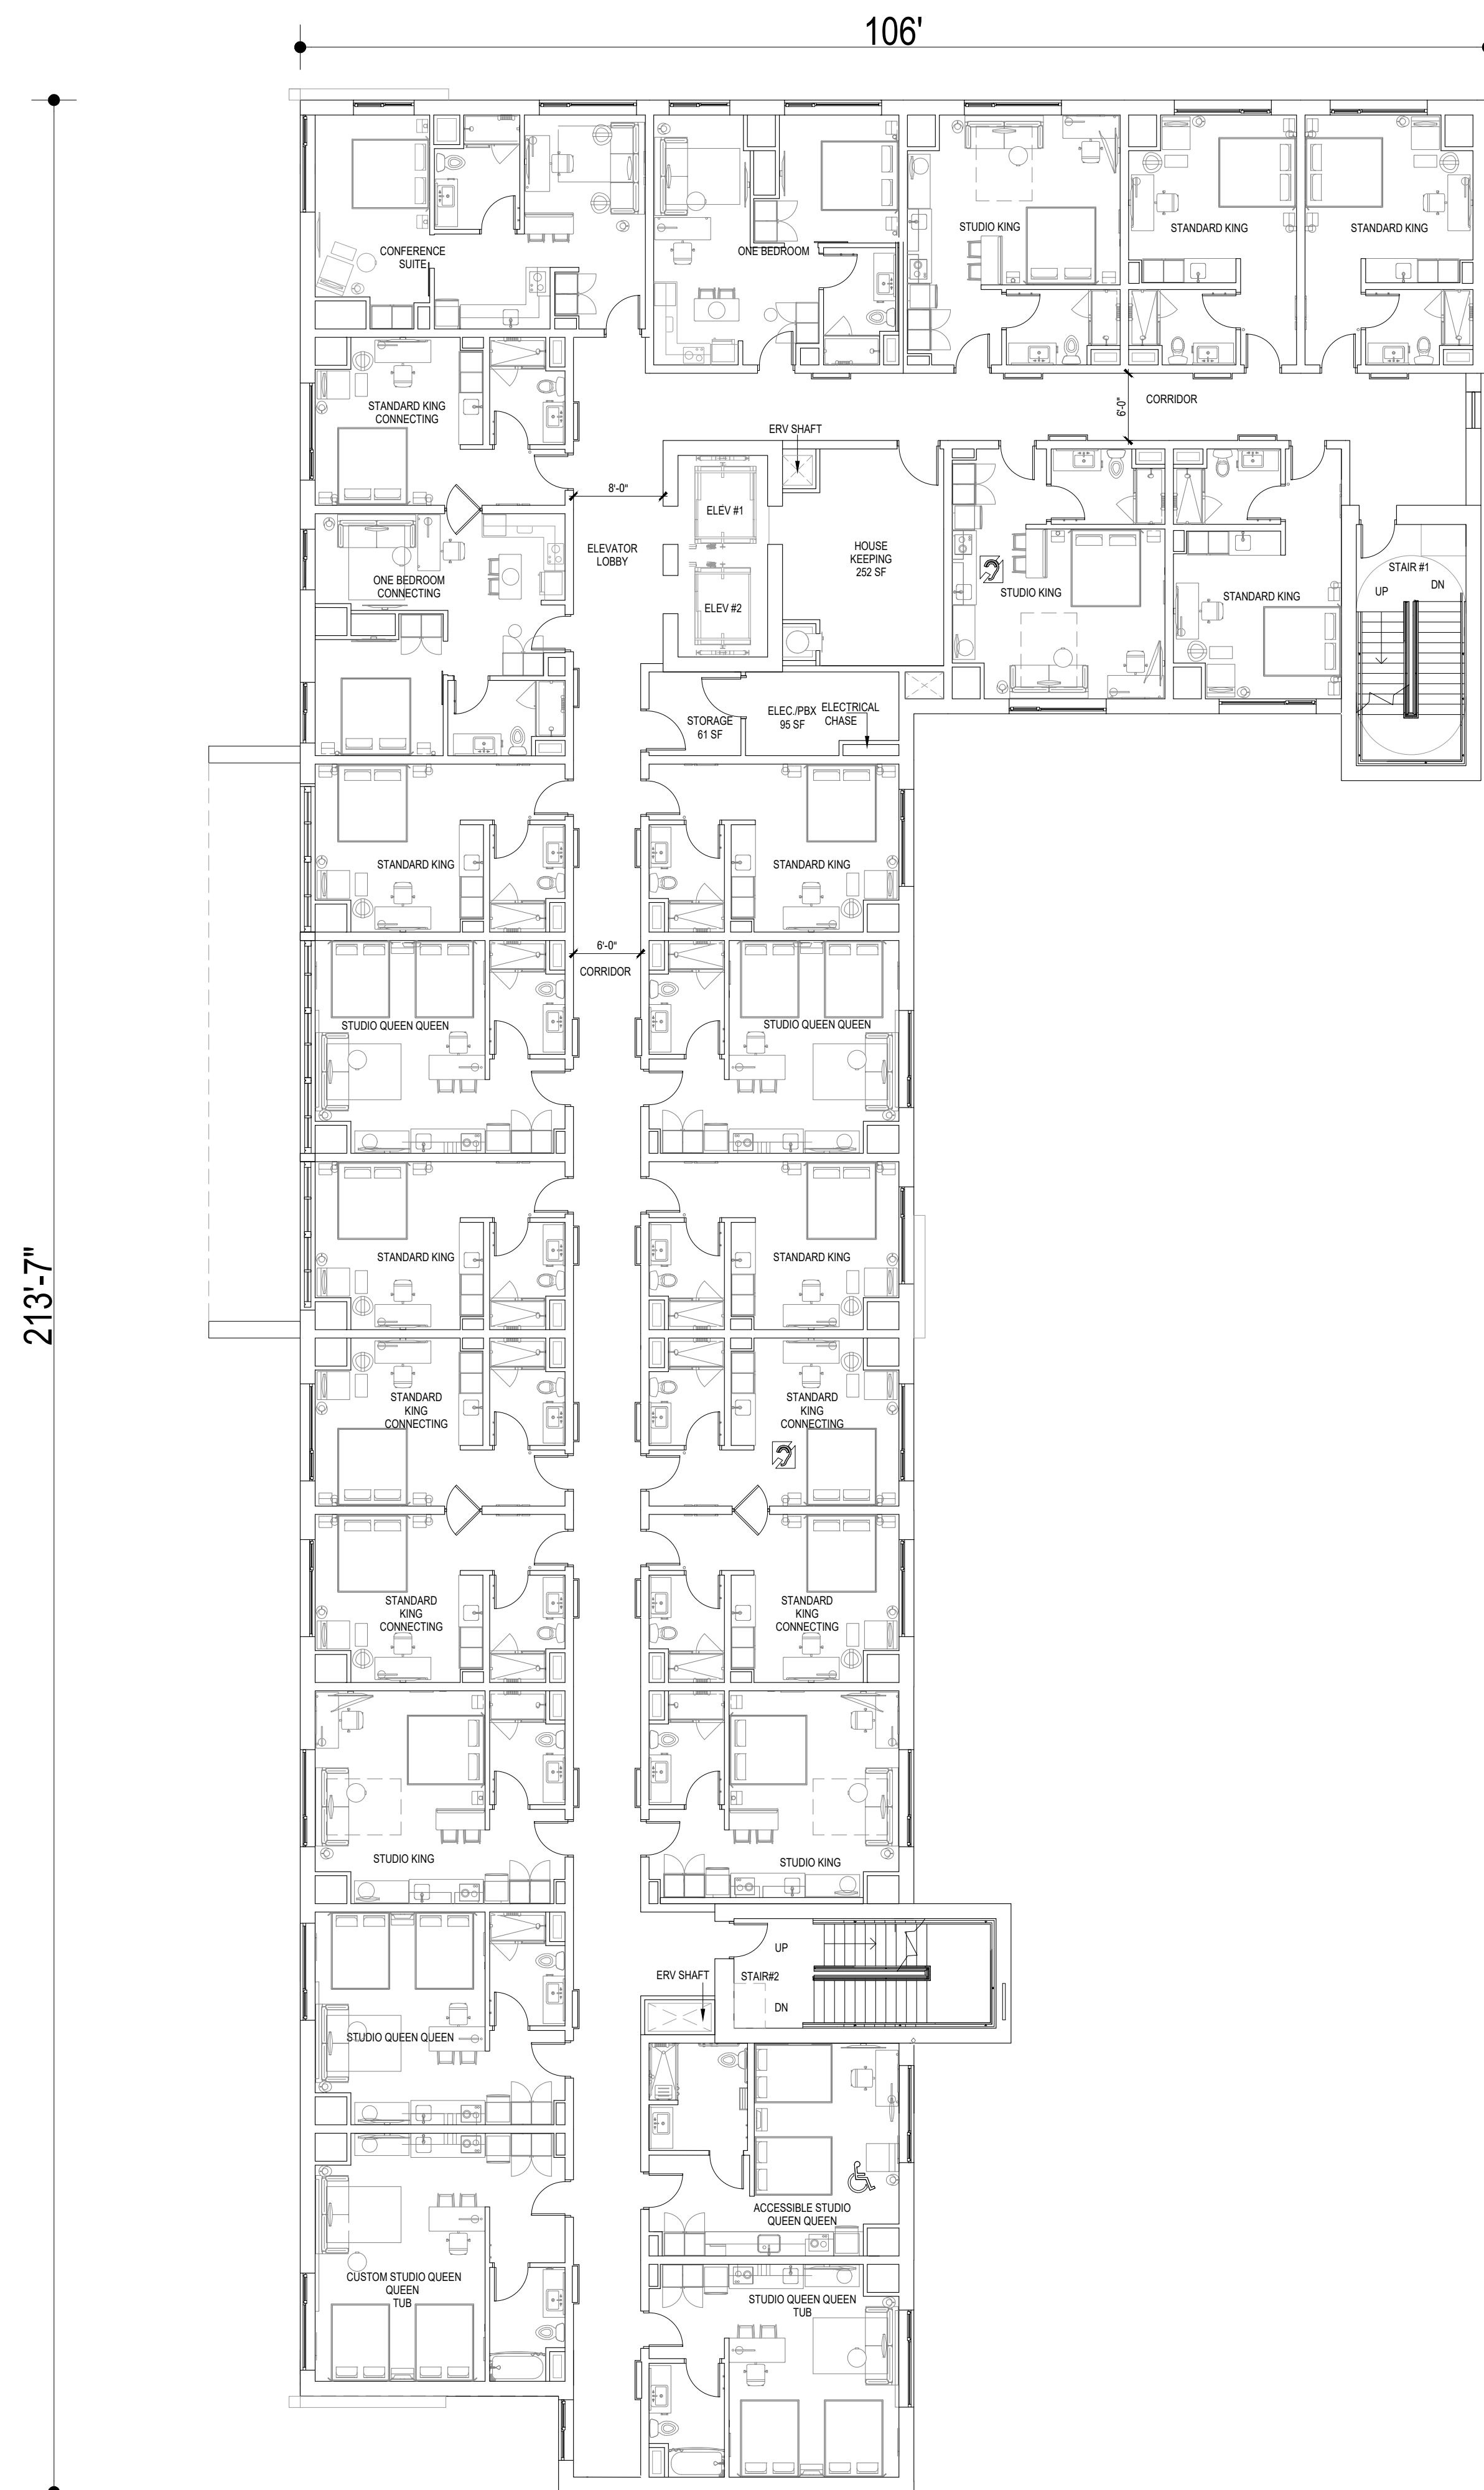 106'
213'-7"
CONFERENCE
SUITE
ONE BEDROOM
STUDIO KING
STANDARD KING
STANDARD KING
STANDARD KING
CONNECTING
6'-0"
CORRIDOR
ERV SHAFT
8'-0"
ELEV #1
ELEVATOR
LOBBY
HOUSE
KEEPING
252 SF
ONE BEDROOM
CONNECTING
ELEV #2
STUDIO KING
STANDARD KING
STAIR #1
UP
DN
STORAGE
61 SF
ELEC./PBX
95 SF
ELECTRICAL
CHASE
STANDARD KING
STANDARD KING
6'-0"
CORRIDOR
STUDIO QUEEN QUEEN
STUDIO QUEEN QUEEN
STANDARD KING
STANDARD KING
STANDARD
KING
CONNECTING
STANDARD
KING
CONNECTING
STANDARD
KING
CONNECTING
STANDARD
KING
CONNECTING
STUDIO KING
STUDIO KING
UP
ERV SHAFT
STAIR#2
DN
STUDIO QUEEN QUEEN
ACCESSIBLE STUDIO
QUEEN QUEEN
CUSTOM STUDIO QUEEN
QUEEN
TUB
STUDIO QUEEN QUEEN
TUB